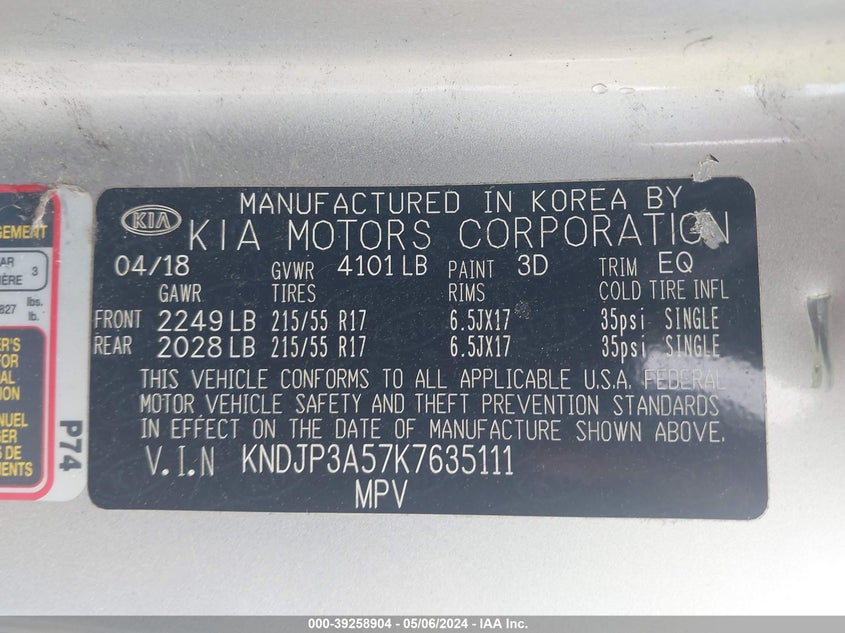 KIA
MANUFACTURED IN KOREA BY
KIA MOTORS CORPORATION
04/18 GVWR 4101 LB PAINT 3D TRIM EQ
GAWR TIRES RIMS COLD TIRE INFL
FRONT 2249 LB 215/55 R17 6.5JX17 35psi SINGLE
REAR 2028 LB 215/55 R17 6.5JX17 35psi SINGLE
THIS VEHICLE CONFORMS TO ALL APPLICABLE U.S.A. FEDERAL
MOTOR VEHICLE SAFETY AND THEFT PREVENTION STANDARDS
IN EFFECT ON THE DATE OF MANUFACTURE SHOWN ABOVE.
V.I.N KNDJP3A57K7635111
MPV
3
lbs.
lb.
P74
000-39258904 - 05/06/2024 - IAA, Inc.